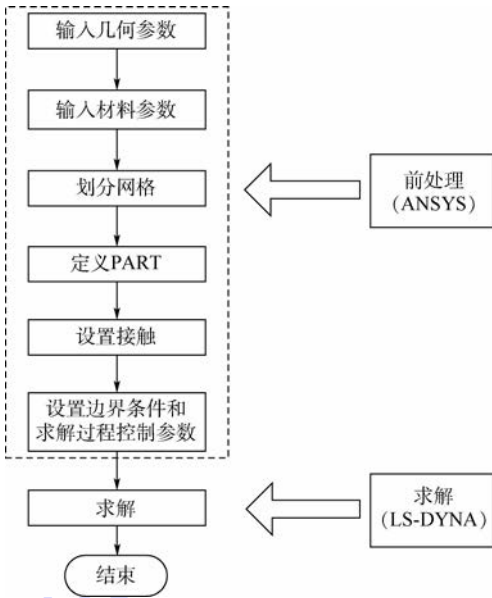 输入几何参数
输入材料参数
划分网格
前处理
(ANSYS)
定义PART
设置接触
设置边界条件和
求解过程控制参数
求解
求解
(LS-DYNA)
结束